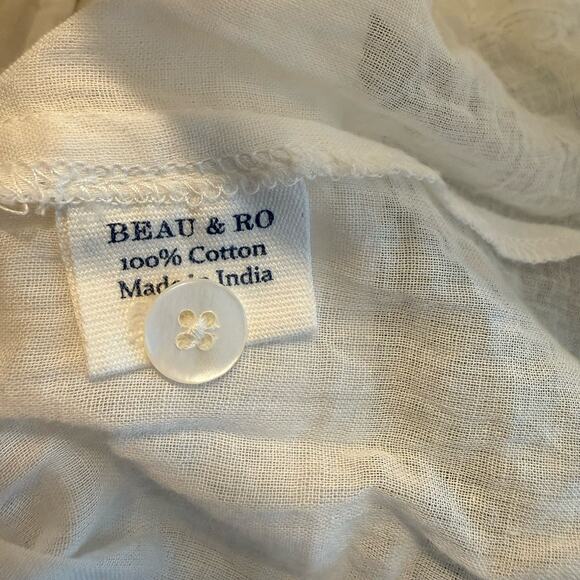 BEAU & RO
100% Cotton
Made in India